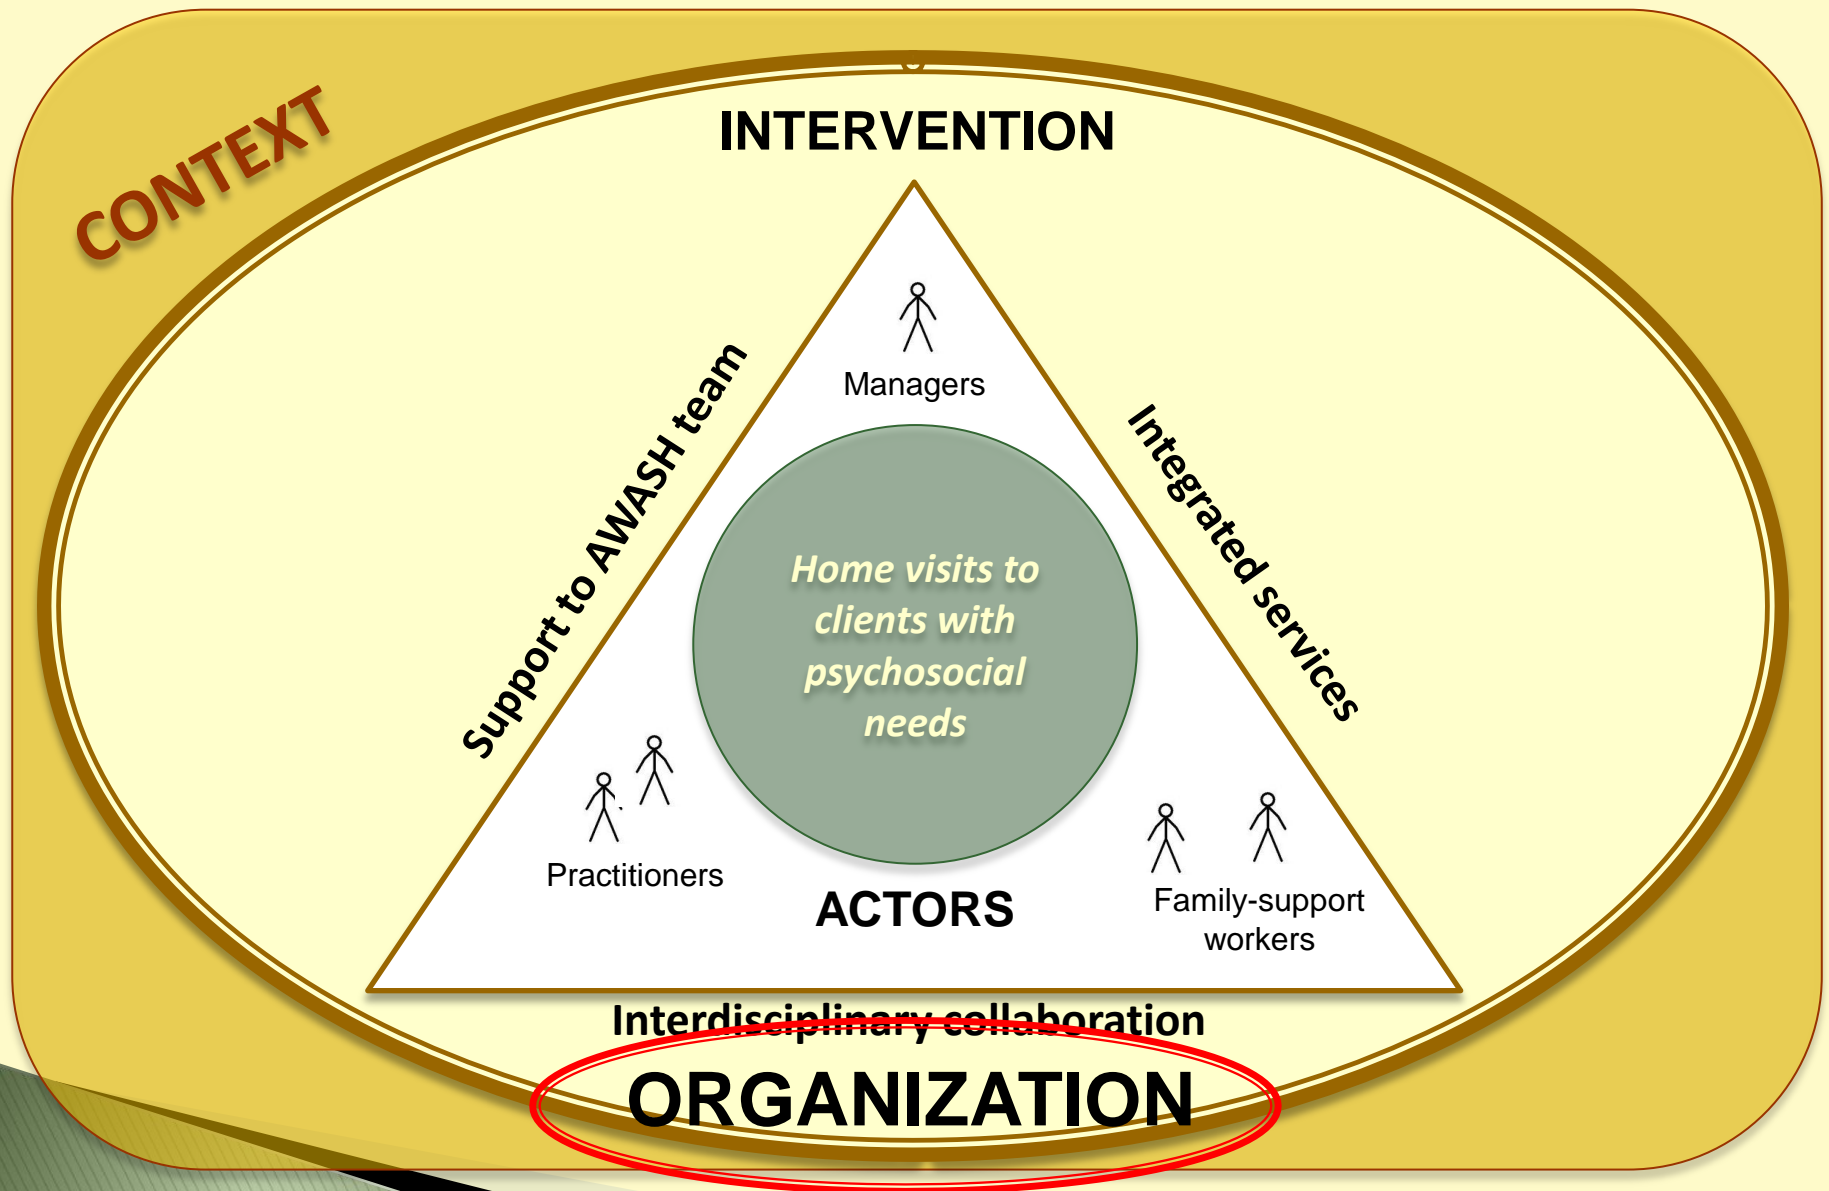 CONTEXT
INTERVENTION
Managers
Support to AWASH team
Integrated services
Home visits to
clients with
psychosocial
needs
Practitioners
ACTORS
Family-support
workers
Interdisciplinary collaboration
ORGANIZATION